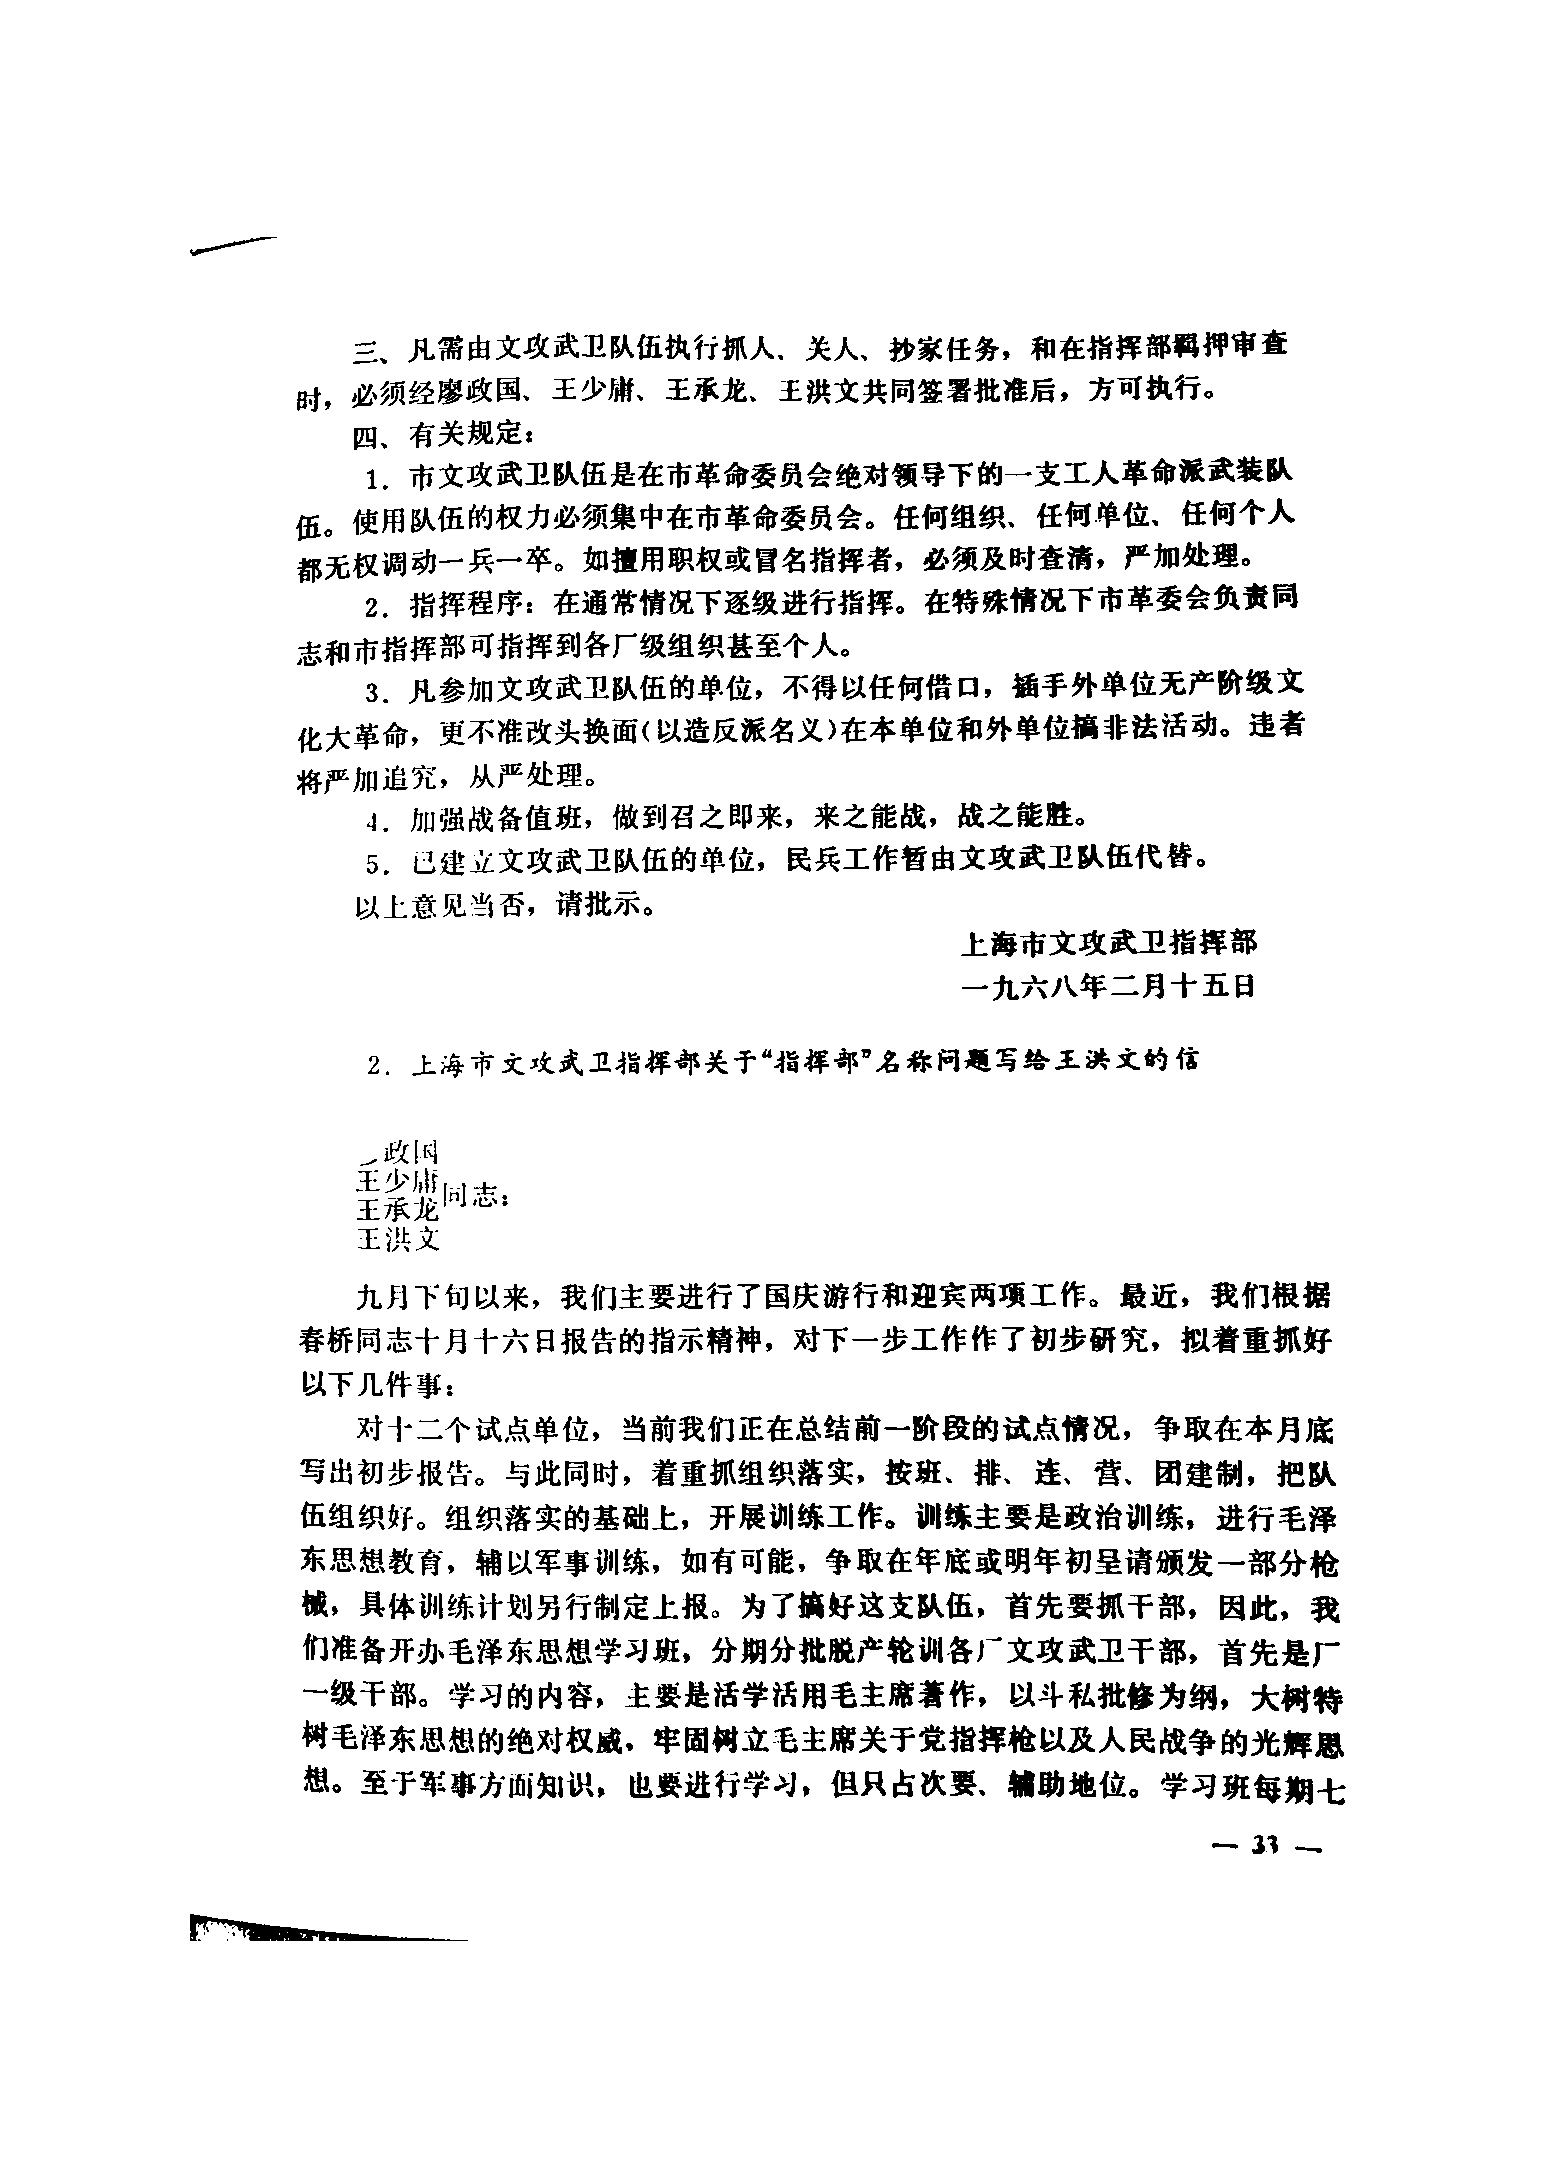 三、凡需由文攻武卫队伍执行抓人、关人、抄家任务，和在指挥部羁押审查
时，必须经廖政国、王少庸、王承龙、王洪文共同签署批准后，方可执行。
四、有关规定：
1．市文攻武卫队伍是在市革命委员会绝对领导下的一支工人革命派武装队
伍。使用队伍的权力必须集中在市革命委员会。任何组织、任何单位、任何个人
都无权调动一兵一卒。如擅用职权或冒名指挥者，必须及时查清，严加处理。
2．指挥程序：在通常情况下逐级进行指挥。在特殊情况下市革委会负责同
志和市指挥部可指挥到各厂级组织甚至个人。
3．凡参加文攻武卫队伍的单位，不得以任何借口，插手外单位无产阶级文
化大革命，更不准改头换面（以造反派名义）在本单位和外单位搞非法活动。违者
将严加追究，从严处理。
4．加强战备值班，做到召之即来，来之能战，战之能胜。
5．已建立文攻武卫队伍的单位，民兵工作暂由文攻武卫队伍代替。
以上意见当否，请批示。
上海市文攻武卫指挥部
一九六八年二月十五日
2．上海市文攻武卫指挥部关于“指挥部”名称问题写给王洪文的信
政国
王少庸
王承龙
王洪文
同志：
九月下旬以来，我们主要进行了国庆游行和迎宾两项工作。最近，我们根据
春桥同志十月十六日报告的指示精神，对下一步工作作了初步研究，拟着重抓好
以下几件事：
对十二个试点单位，当前我们正在总结前一阶段的试点情况，争取在本月底
写出初步报告。与此同时，着重抓组织落实，按班、排、连、营、团建制，把队
伍组织好。组织落实的基础上，开展训练工作。训练主要是政治训练，进行毛泽
东思想教育，辅以军事训练，如有可能，争取在年底或明年初呈请颁发一部分枪
械，具体训练计划另行制定上报。为了搞好这支队伍，首先要抓干部，因此，我
们准备开办毛泽东思想学习班，分期分批脱产轮训各厂文攻武卫干部，首先是厂
一级干部。学习的内容，主要是活学活用毛主席著作，以斗私批修为纲，大树特
树毛泽东思想的绝对权威，牢固树立毛主席关于党指挥枪以及人民战争的光辉思
想。至于军事方面知识，也要进行学习，但只占次要、辅助地位。学习班每期七
— 33 —